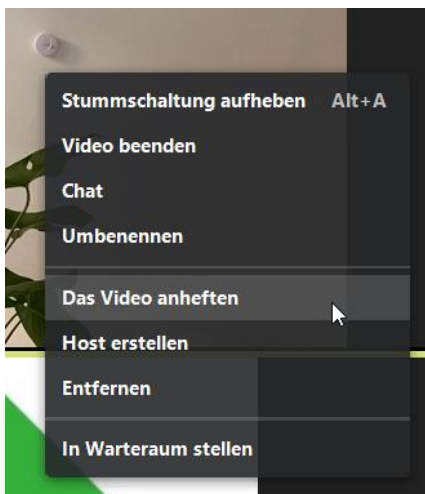 Stummschaltung aufheben Alt+A
Video beenden
Chat
Umbenennen
Das Video anheften
Host erstellen
Entfernen
In Warteraum stellen